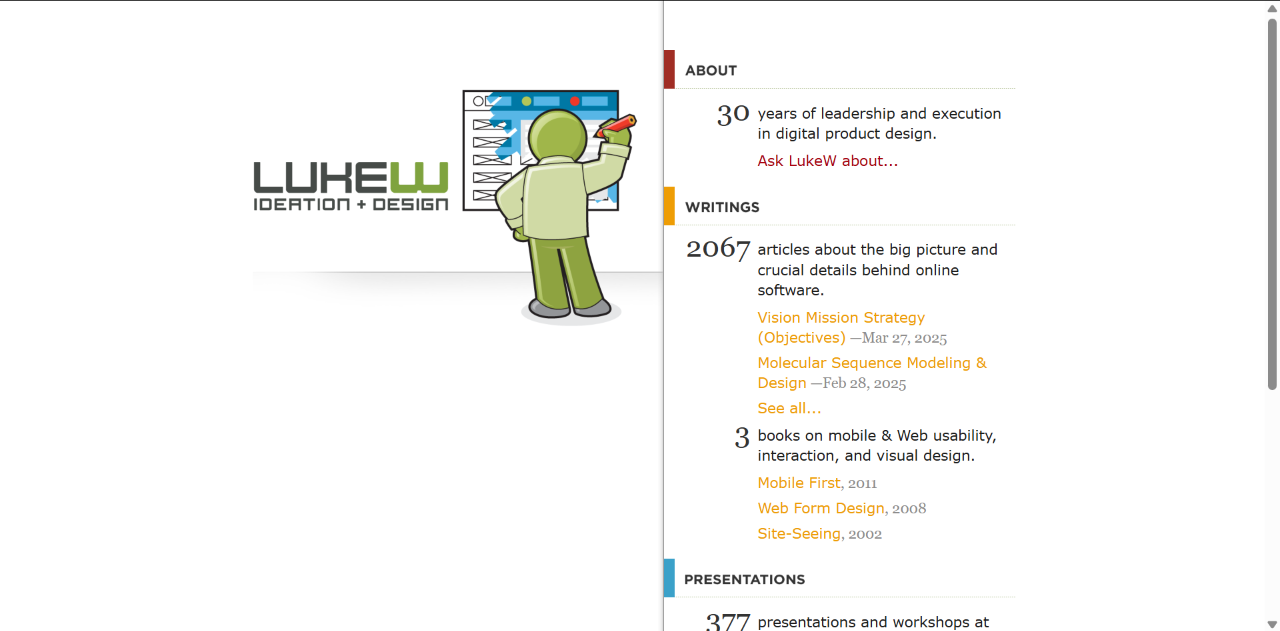 LUKEW
IDEATION + DESIGN
ABOUT
30 years of leadership and execution
in digital product design.
Ask LukeW about...
WRITINGS
2067 articles about the big picture and
crucial details behind online
software.
Vision Mission Strategy
(Objectives) —Mar 27, 2025
Molecular Sequence Modeling &
Design —Feb 28, 2025
See all...
3 books on mobile & Web usability,
interaction, and visual design.
Mobile First, 2011
Web Form Design, 2008
Site-Seeing, 2002
PRESENTATIONS
377 presentations and workshops at